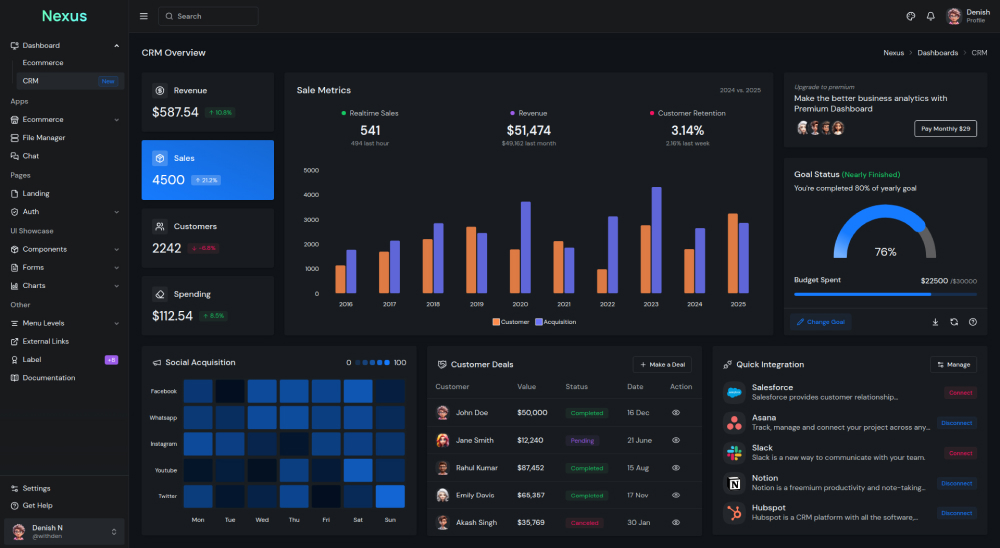 Nexus
Search
Denish
Profile
Dashboard
Ecommerce
CRM
New
Apps
Ecommerce
File Manager
Chat
Pages
Landing
Auth
UI Showcase
Components
Forms
Charts
Other
Menu Levels
External Links
Label
+8
Documentation
Settings
Get Help
Denish N
@withden
CRM Overview
Nexus > Dashboards > CRM
Revenue
$587.54
↑ 10.8%
Sales
4500
↑ 21.2%
Customers
2242
↓ -6.8%
Spending
$112.54
↑ 8.5%
Sale Metrics
2024 vs. 2025
Realtime Sales
541
494 last hour
Revenue
$51,474
$49,162 last month
Customer Retention
3.14%
2.16% last week
5000
4000
3000
2000
1000
0
2016 2017 2018 2019 2020 2021 2022 2023 2024 2025
Customer Acquisition
Upgrade to premium
Make the better business analytics with
Premium Dashboard
Pay Monthly $29
Goal Status (Nearly Finished)
You're completed 80% of yearly goal
76%
Budget Spent
$22500 /$30000
Change Goal
Social Acquisition
0 100
Facebook
Whatsapp
Instagram
Youtube
Twitter
Mon Tue Wed Thu Fri Sat Sun
Customer Deals
+ Make a Deal
Customer Value Status Date Action
John Doe $50,000 Completed 16 Dec
Jane Smith $12,240 Pending 21 June
Rahul Kumar $87,452 Completed 15 Aug
Emily Davis $65,357 Completed 17 Nov
Akash Singh $35,769 Canceled 30 Jan
Quick Integration
Manage
Salesforce
Salesforce provides customer relationship...
Connect
Asana
Track, manage and connect your project across any...
Disconnect
Slack
Slack is a new way to communicate with your team.
Connect
Notion
Notion is a freemium productivity and note-taking...
Disconnect
Hubspot
Hubspot is a CRM platform with all the software,...
Disconnect